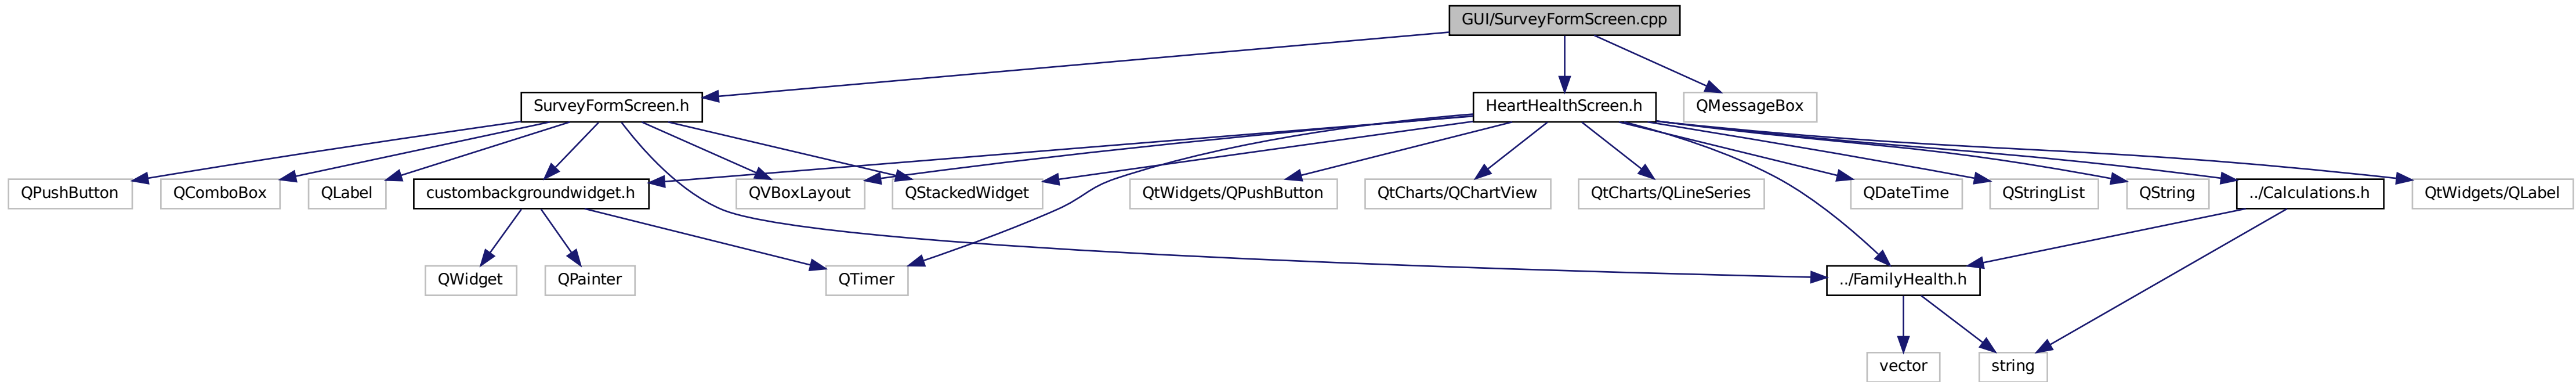 GUI/SurveyFormScreen.cpp
SurveyFormScreen.h
HeartHealthScreen.h
QMessageBox
QPushButton
QComboBox
QLabel
custombackgroundwidget.h
QVBoxLayout
QStackedWidget
QtWidgets/QPushButton
QtCharts/QChartView
QtCharts/QLineSeries
QDateTime
QStringList
QString
../Calculations.h
QtWidgets/QLabel
QWidget
QPainter
QTimer
../FamilyHealth.h
vector
string